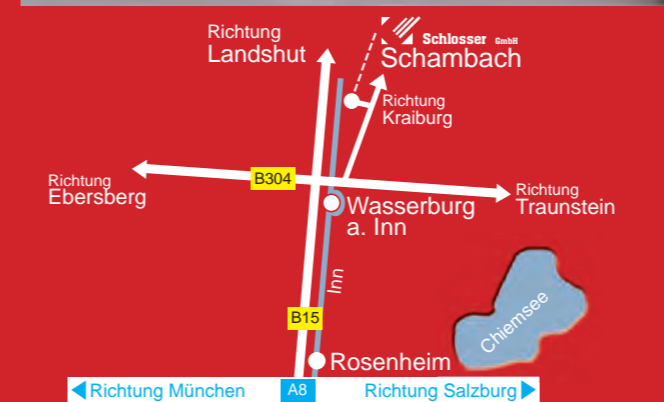 Richtung
Landshut
Schlosser GmbH
Schambach
Richtung
Kraiburg
B304
Richtung
Ebersberg
Richtung
Traunstein
Wasserburg
a. Inn
Inn
Chiemsee
B15
Rosenheim
Richtung München
A8
Richtung Salzburg